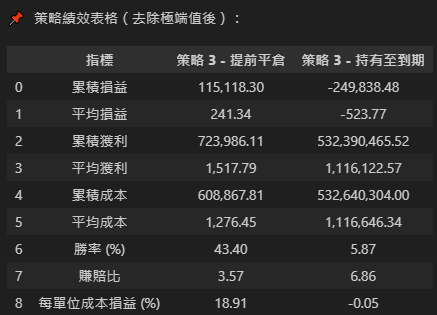 📌 策略績效表格（去除極端值後）：
指標 策略 3 - 提前平倉 策略 3 - 持有至到期
0 累積損益 115,118.30 -249,838.48
1 平均損益 241.34 -523.77
2 累積獲利 723,986.11 532,390,465.52
3 平均獲利 1,517.79 1,116,122.57
4 累積成本 608,867.81 532,640,304.00
5 平均成本 1,276.45 1,116,646.34
6 勝率 (%) 43.40 5.87
7 賺賠比 3.57 6.86
8 每單位成本損益 (%) 18.91 -0.05